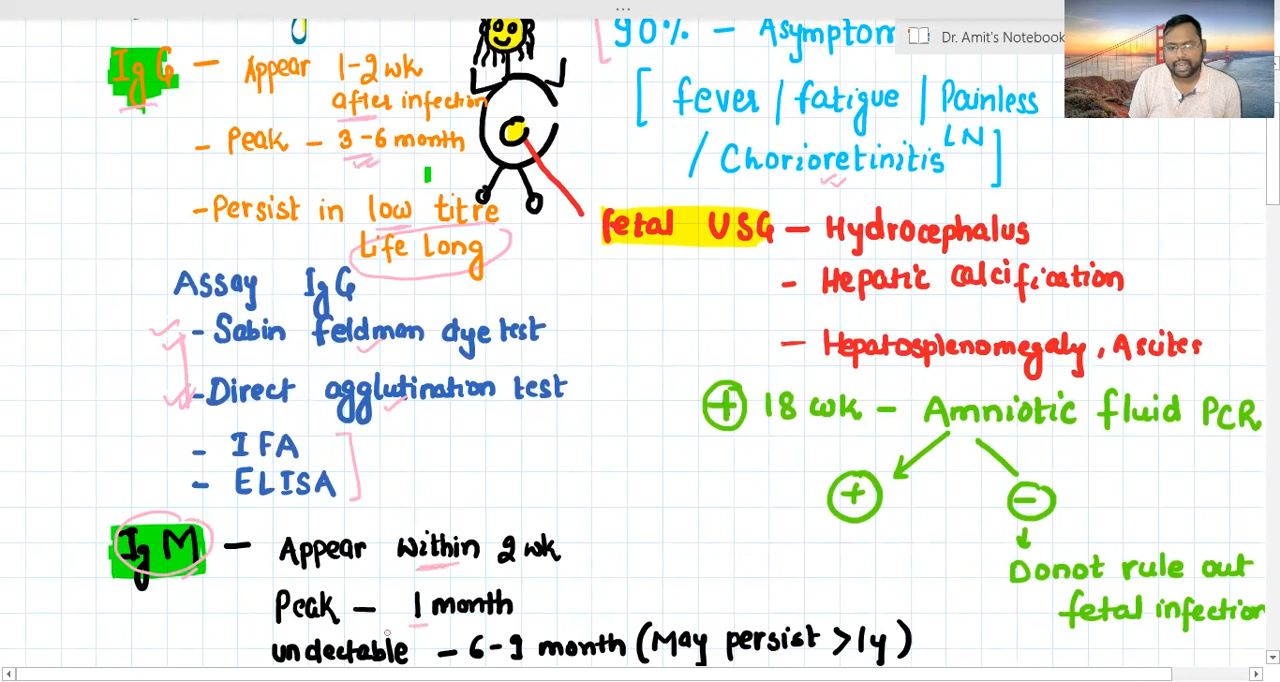 IgG — Appear 1-2 wk
after infection
- Peak - 3-6 month
- Persist in low titre
Life Long
Assay IgG
- Sabin feldman dye test
- Direct agglutination test
- IFA
- ELISA
IgM — Appear within 2 wk
Peak — 1 month
undectable - 6-9 month (May persist >1y)
90% - Asymptom
[ fever / fatigue / Painless
LN
/ Chorioretinitis ]
fetal USG - Hydrocephalus
- Hepatic calcification
- Hepatosplenomegaly, Ascites
+ 18 wk - Amniotic fluid PCR
+ -
Donot rule out
fetal infection
Dr. Amit's Notebook